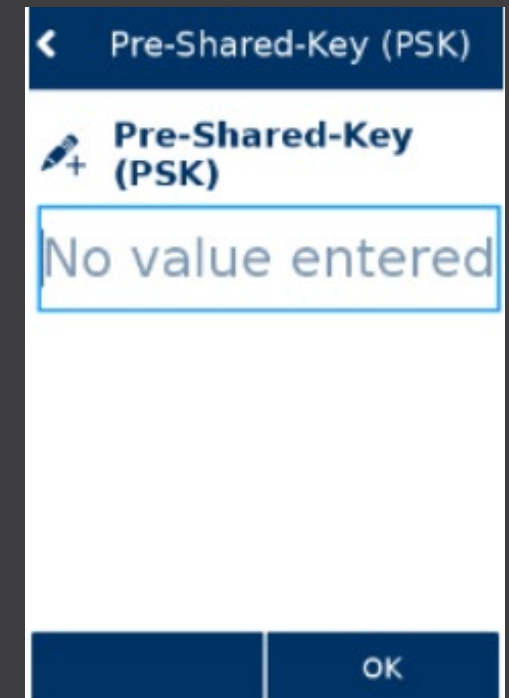 Pre-Shared-Key (PSK)
Pre-Shared-Key
(PSK)
No value entered
OK